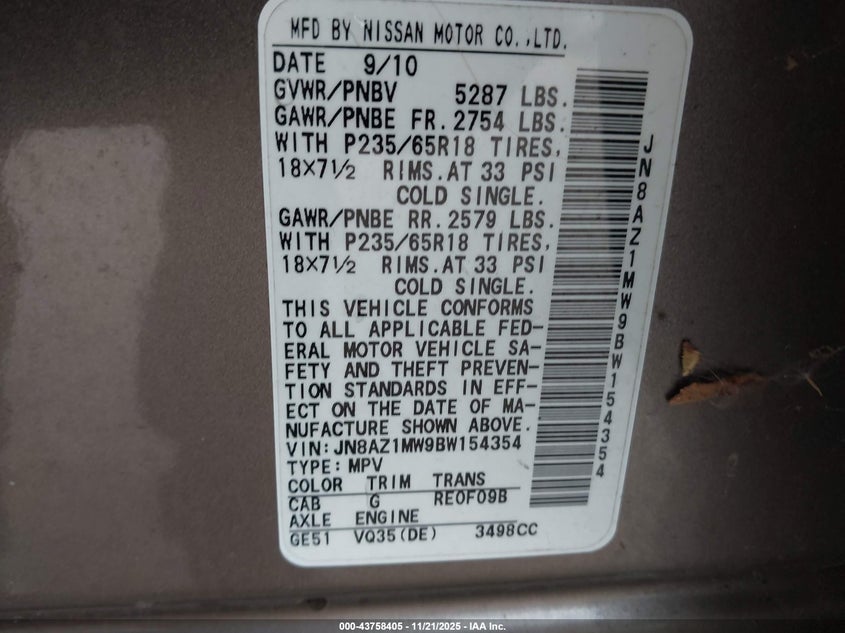 MFD BY NISSAN MOTOR CO.,LTD.
DATE 9/10
GVWR/PNBV 5287 LBS.
GAWR/PNBE FR.2754 LBS.
WITH P235/65R18 TIRES,
18×7½ RIMS.AT 33 PSI
COLD SINGLE.
GAWR/PNBE RR.2579 LBS.
WITH P235/65R18 TIRES,
18×7½ RIMS.AT 33 PSI
COLD SINGLE.
THIS VEHICLE CONFORMS
TO ALL APPLICABLE FED-
ERAL MOTOR VEHICLE SA-
FETY AND THEFT PREVEN-
TION STANDARDS IN EFF-
ECT ON THE DATE OF MA-
NUFACTURE SHOWN ABOVE.
VIN:JN8AZ1MW9BW154354
TYPE:MPV
COLOR TRIM TRANS
CAB G RE0F09B
AXLE ENGINE
GE51 VQ35(DE) 3498CC
JN8AZ1MW9BW154354
000-43758405 - 11/21/2025 - IAA Inc.